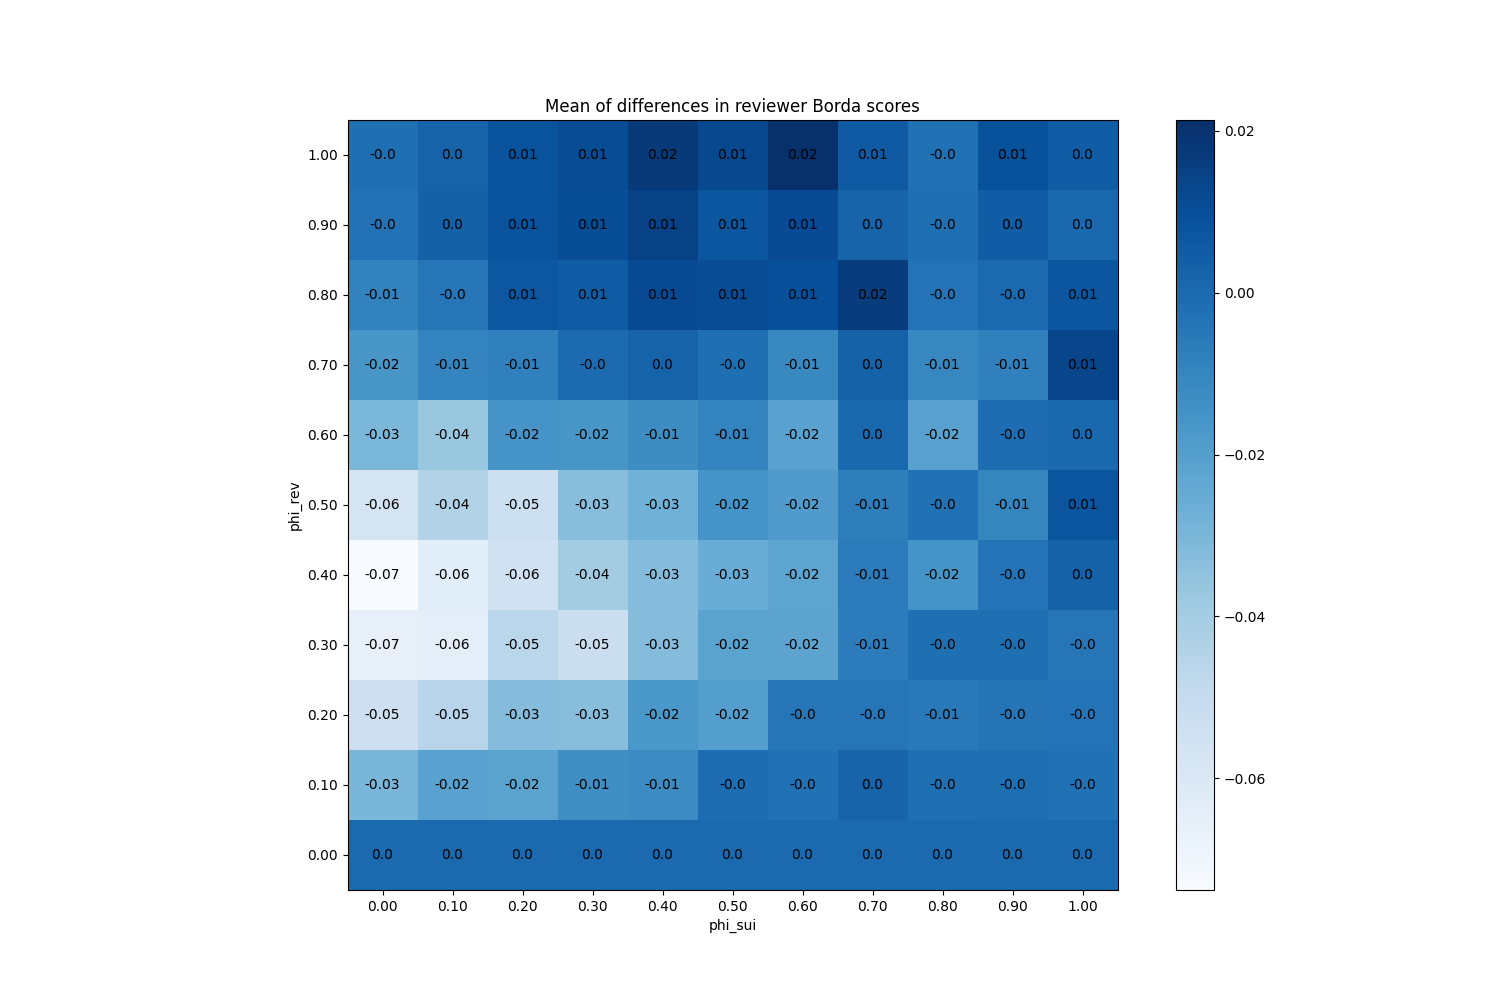 Mean of differences in reviewer Borda scores
1.00 -0.0 0.0 0.01 0.01 0.02 0.01 0.02 0.01 -0.0 0.01 0.0
0.90 -0.0 0.0 0.01 0.01 0.01 0.01 0.01 0.0 -0.0 0.0 0.0
0.80 -0.01 -0.0 0.01 0.01 0.01 0.01 0.01 0.02 -0.0 -0.0 0.01
0.70 -0.02 -0.01 -0.01 -0.0 0.0 -0.0 -0.01 0.0 -0.01 -0.01 0.01
0.60 -0.03 -0.04 -0.02 -0.02 -0.01 -0.01 -0.02 0.0 -0.02 -0.0 0.0
phi_rev
0.50 -0.06 -0.04 -0.05 -0.03 -0.03 -0.02 -0.02 -0.01 -0.0 -0.01 0.01
0.40 -0.07 -0.06 -0.06 -0.04 -0.03 -0.03 -0.02 -0.01 -0.02 -0.0 0.0
0.30 -0.07 -0.06 -0.05 -0.05 -0.03 -0.02 -0.02 -0.01 -0.0 -0.0 -0.0
0.20 -0.05 -0.05 -0.03 -0.03 -0.02 -0.02 -0.0 -0.0 -0.01 -0.0 -0.0
0.10 -0.03 -0.02 -0.02 -0.01 -0.01 -0.0 -0.0 0.0 -0.0 -0.0 -0.0
0.00 0.0 0.0 0.0 0.0 0.0 0.0 0.0 0.0 0.0 0.0 0.0
0.00 0.10 0.20 0.30 0.40 0.50 0.60 0.70 0.80 0.90 1.00
phi_sui
0.02
0.00
−0.02
−0.04
−0.06